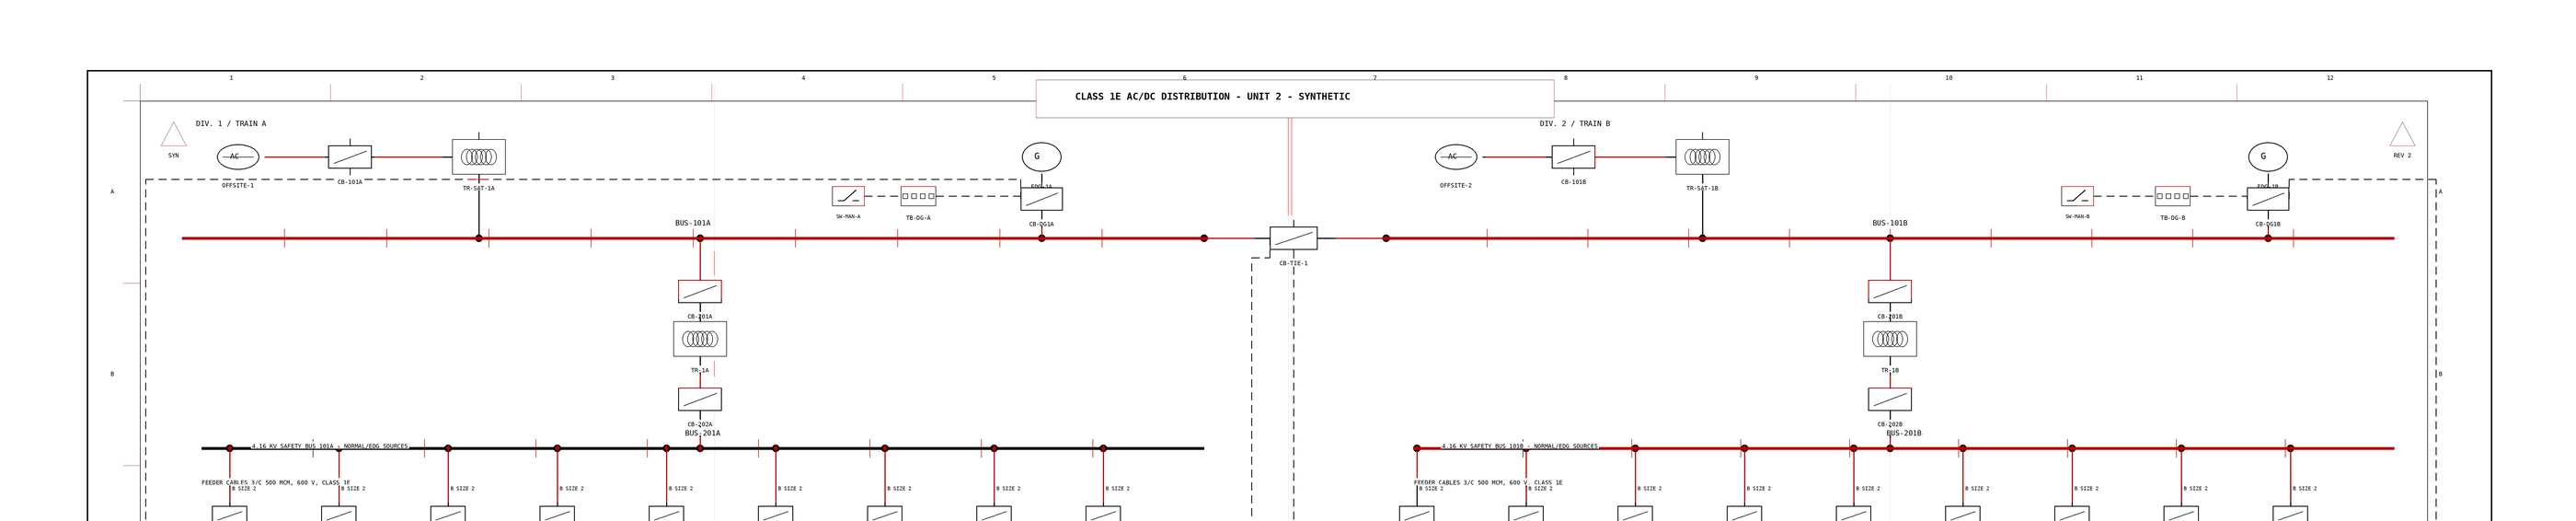 1 2 3 4 5 6 7 8 9 10 11 12
CLASS 1E AC/DC DISTRIBUTION - UNIT 2 - SYNTHETIC
DIV. 1 / TRAIN A
DIV. 2 / TRAIN B
SYN
AC
G
AC
G
REV 2
OFFSITE-1
CB-101A
TR-SAT-1A
EDG-1A
OFFSITE-2
CB-101B
TR-SAT-1B
EDG-1B
A
A
SW-MAN-A
TB-DG-A
CB-DG1A
SW-MAN-B
TB-DG-B
CB-DG1B
BUS-101A
BUS-101B
CB-TIE-1
CB-201A
CB-201B
TR-1A
TR-1B
B
B
CB-202A
CB-202B
BUS-201A
BUS-201B
4.16 KV SAFETY BUS 101A - NORMAL/EDG SOURCES
4.16 KV SAFETY BUS 101B - NORMAL/EDG SOURCES
FEEDER CABLES 3/C 500 MCM, 600 V, CLASS 1E
FEEDER CABLES 3/C 500 MCM, 600 V, CLASS 1E
B SIZE 2 B SIZE 2 B SIZE 2 B SIZE 2 B SIZE 2 B SIZE 2 B SIZE 2 B SIZE 2 B SIZE 2
B SIZE 2 B SIZE 2 B SIZE 2 B SIZE 2 B SIZE 2 B SIZE 2 B SIZE 2 B SIZE 2 B SIZE 2